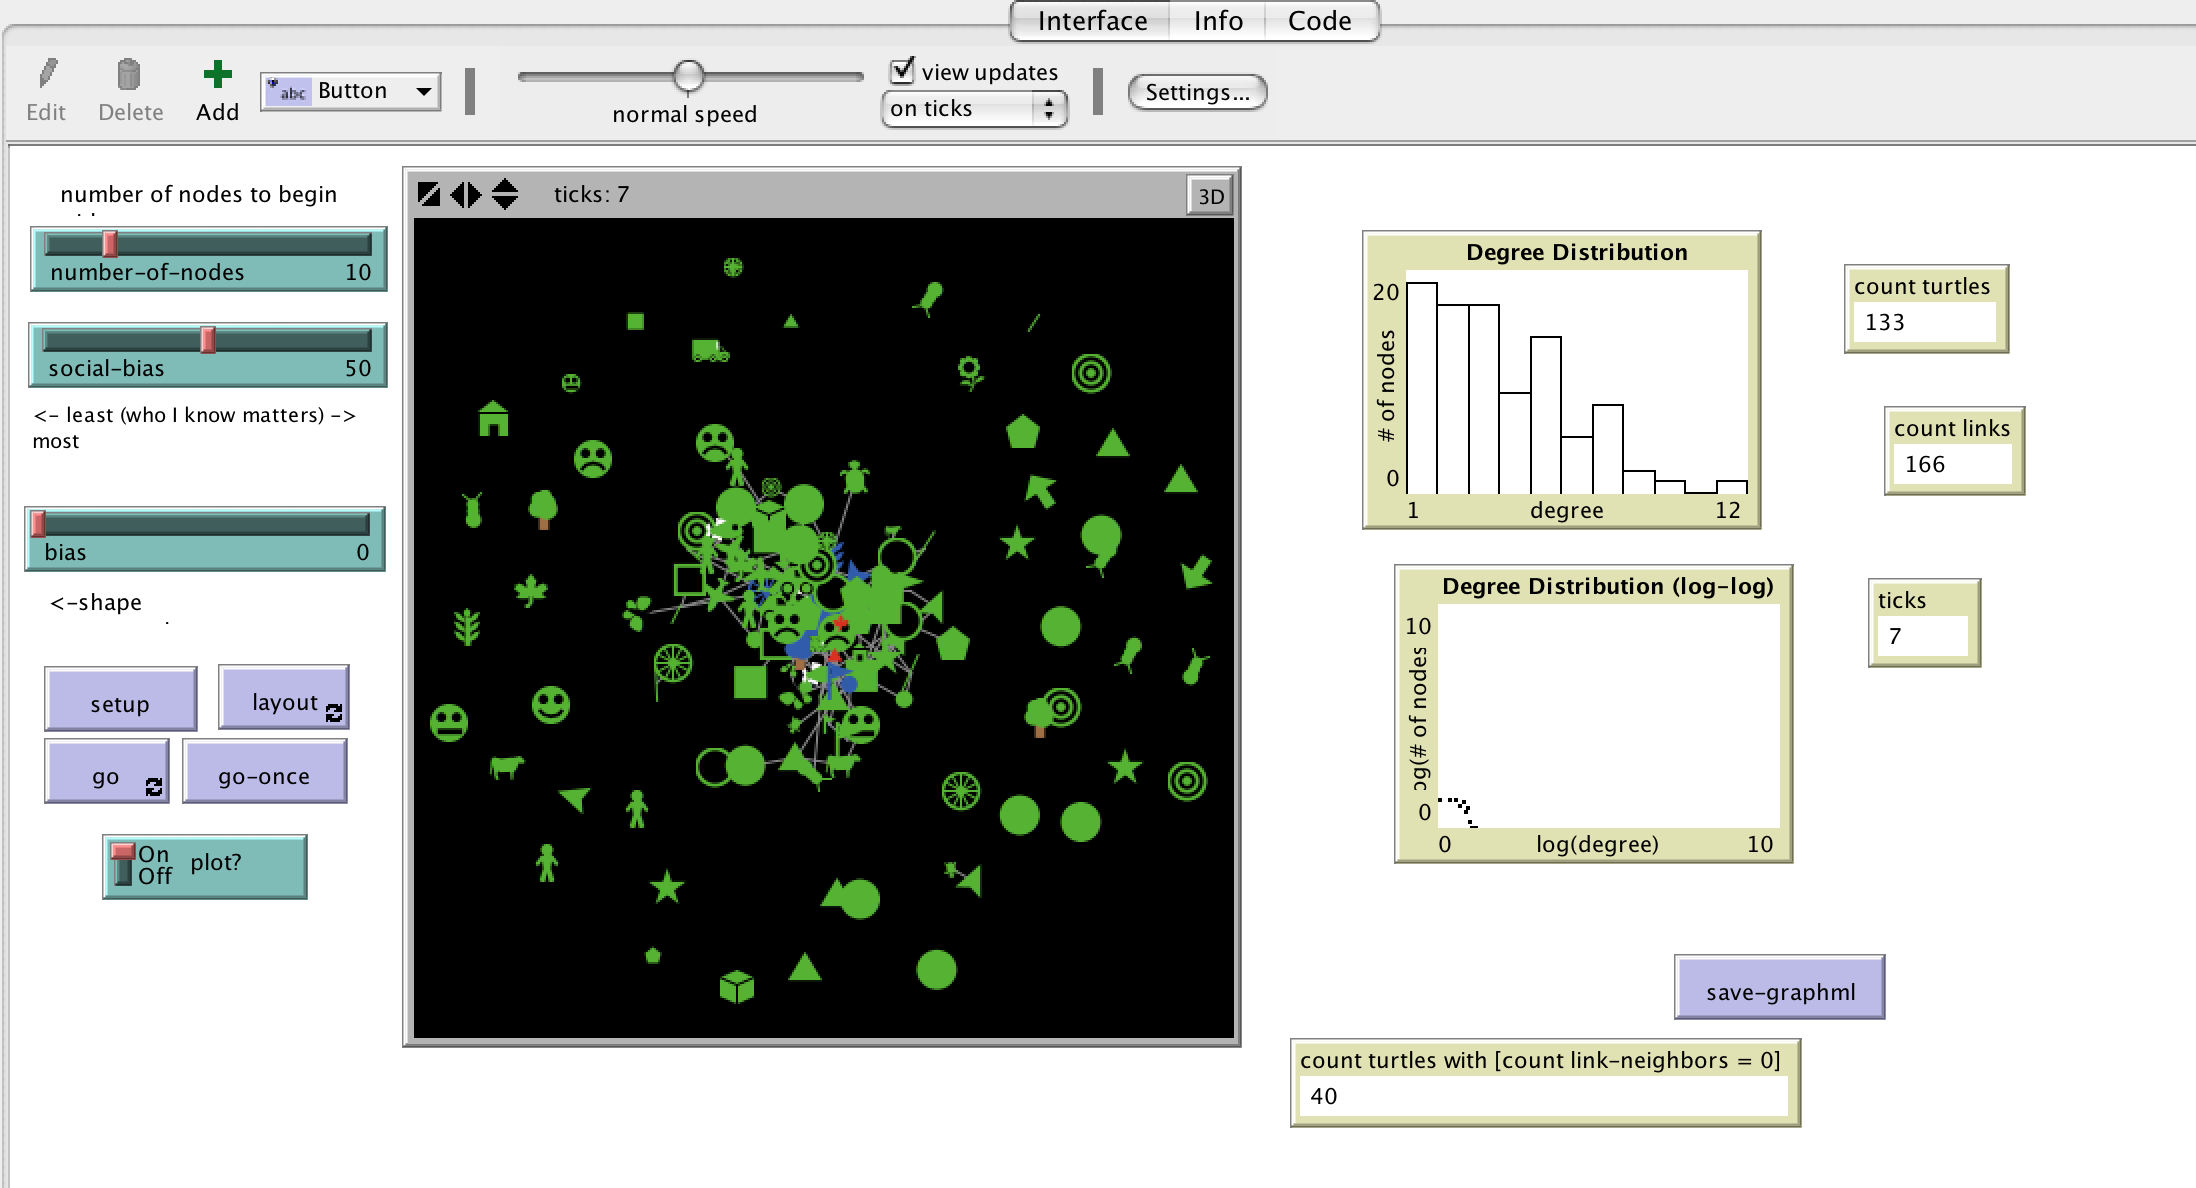 Interface Info Code
Edit Delete Add abc Button normal speed view updates on ticks Settings...
number of nodes to begin
number-of-nodes 10
social-bias 50
<- least (who I know matters) ->
most
bias 0
<-shape
setup layout
go go-once
On
Off plot?
ticks: 7 3D
Degree Distribution
20
# of nodes
0
1 degree 12
Degree Distribution (log-log)
10
og(# of nodes
0
0 log(degree) 10
count turtles
133
count links
166
ticks
7
save-graphml
count turtles with [count link-neighbors = 0]
40